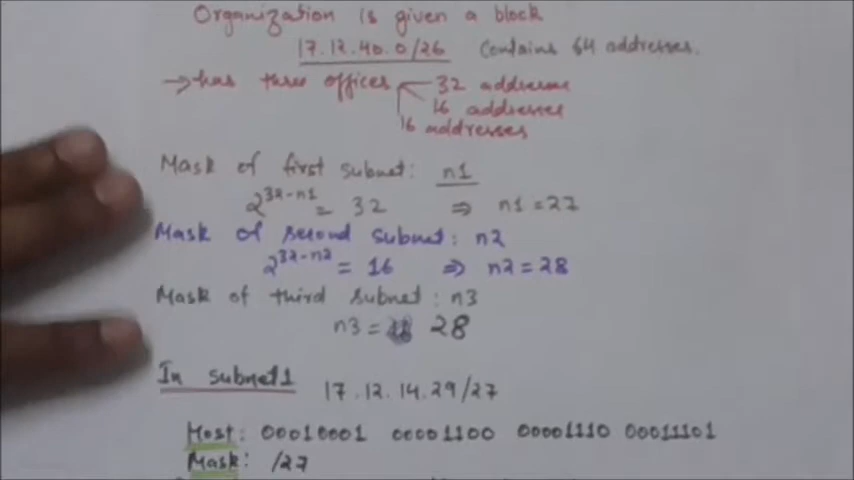 Organization is given a block
17.12.40.0/26 Contains 64 addresses.
→ has three offices 32 addresses
16 addresses
16 addresses
Mask of first subnet: n1
2^32-n1 = 32 ⇒ n1 = 27
Mask of second subnet: n2
2^32-n2 = 16 ⇒ n2 = 28
Mask of third subnet: n3
n3 = 28
In subnet1 17.12.14.29/27
Host: 00010001 00001100 00001110 00011101
Mask: /27